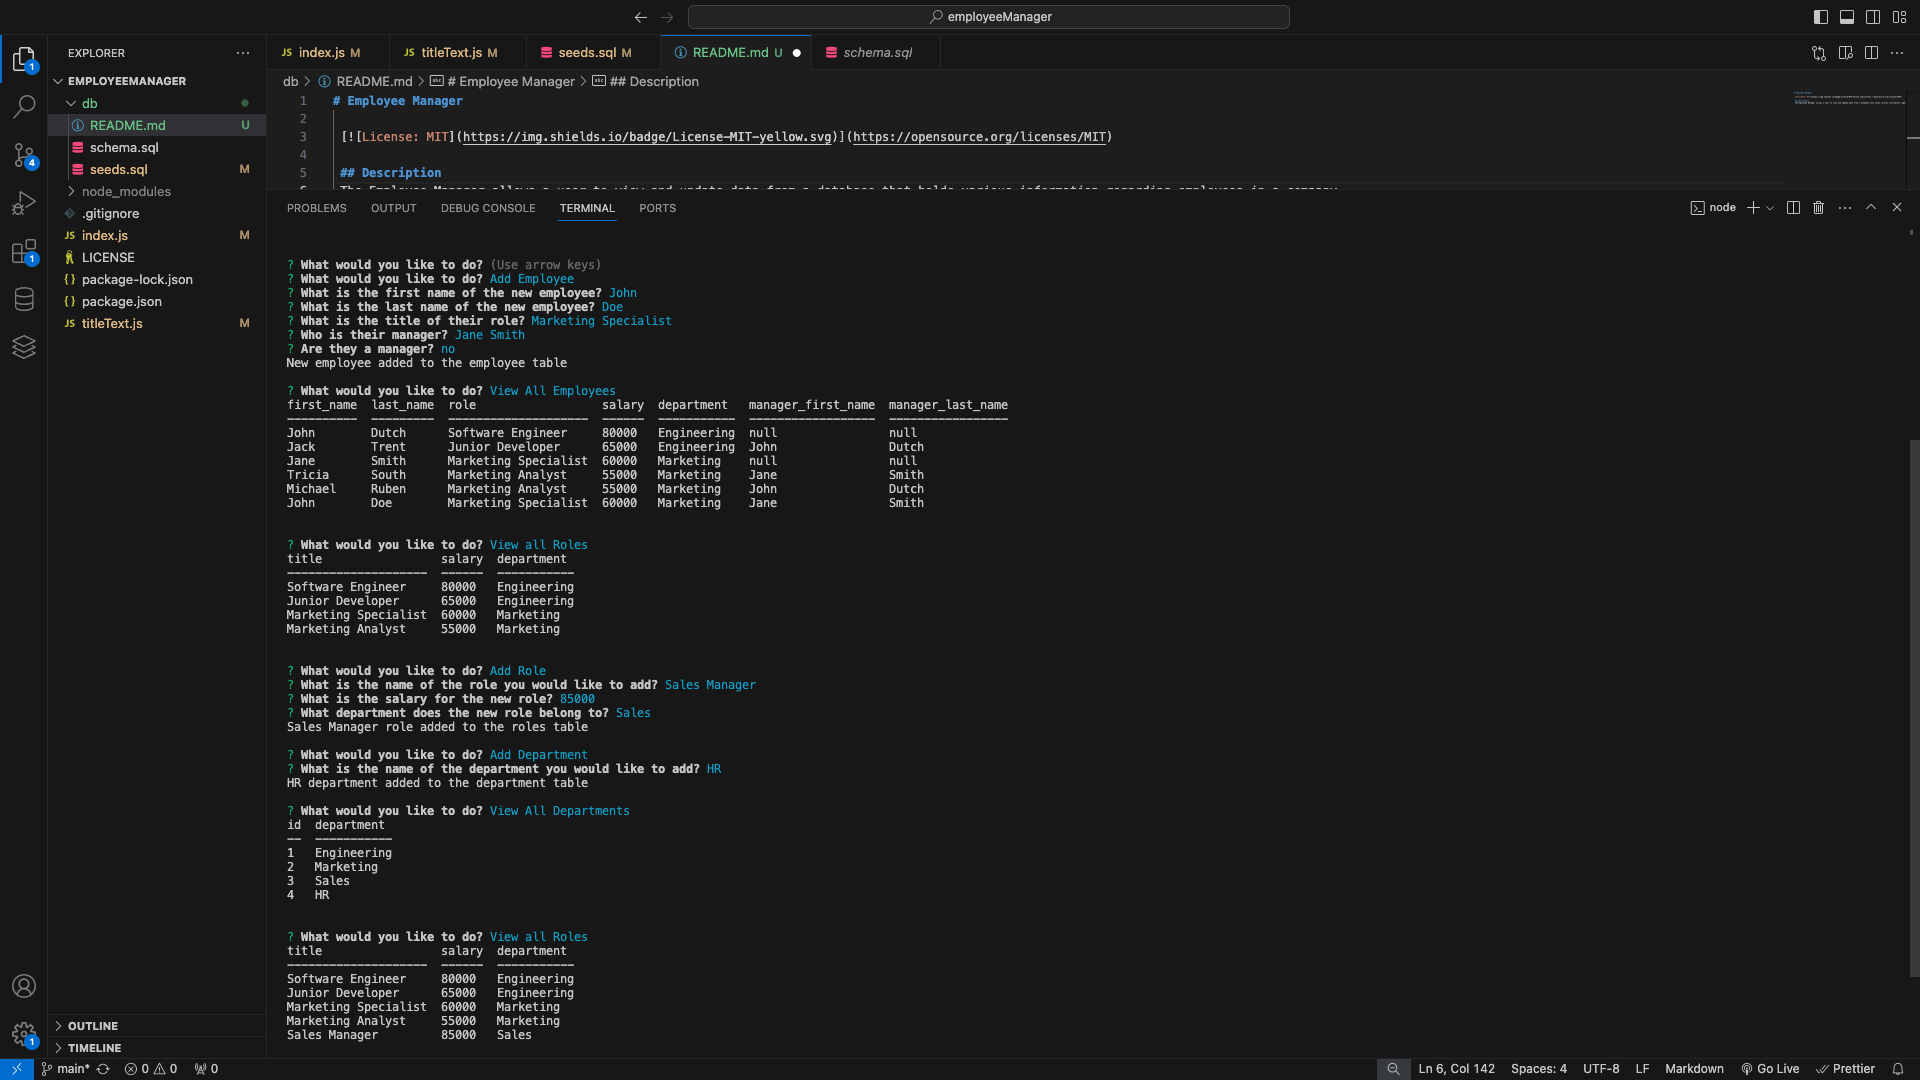 employeeManager
EXPLORER
index.js M
titleText.js M
seeds.sql M
README.md U
schema.sql
EMPLOYEEMANAGER
db
README.md U
schema.sql
seeds.sql M
node_modules
.gitignore
index.js M
LICENSE
package-lock.json
package.json
titleText.js M
OUTLINE
TIMELINE
db > README.md > # Employee Manager > ## Description
1 # Employee Manager
2
3 [![License: MIT](https://img.shields.io/badge/License-MIT-yellow.svg)](https://opensource.org/licenses/MIT)
4
5 ## Description
PROBLEMS OUTPUT DEBUG CONSOLE TERMINAL PORTS
node
? What would you like to do? (Use arrow keys)
? What would you like to do? Add Employee
? What is the first name of the new employee? John
? What is the last name of the new employee? Doe
? What is the title of their role? Marketing Specialist
? Who is their manager? Jane Smith
? Are they a manager? no
New employee added to the employee table
? What would you like to do? View All Employees
first_name last_name role salary department manager_first_name manager_last_name
John Dutch Software Engineer 80000 Engineering null null
Jack Trent Junior Developer 65000 Engineering John Dutch
Jane Smith Marketing Specialist 60000 Marketing null null
Tricia South Marketing Analyst 55000 Marketing Jane Smith
Michael Ruben Marketing Analyst 55000 Marketing John Dutch
John Doe Marketing Specialist 60000 Marketing Jane Smith
? What would you like to do? View all Roles
title salary department
Software Engineer 80000 Engineering
Junior Developer 65000 Engineering
Marketing Specialist 60000 Marketing
Marketing Analyst 55000 Marketing
? What would you like to do? Add Role
? What is the name of the role you would like to add? Sales Manager
? What is the salary for the new role? 85000
? What department does the new role belong to? Sales
Sales Manager role added to the roles table
? What would you like to do? Add Department
? What is the name of the department you would like to add? HR
HR department added to the department table
? What would you like to do? View All Departments
id department
1 Engineering
2 Marketing
3 Sales
4 HR
? What would you like to do? View all Roles
title salary department
Software Engineer 80000 Engineering
Junior Developer 65000 Engineering
Marketing Specialist 60000 Marketing
Marketing Analyst 55000 Marketing
Sales Manager 85000 Sales
main* 0 0 0 Ln 6, Col 142 Spaces: 4 UTF-8 LF Markdown Go Live Prettier